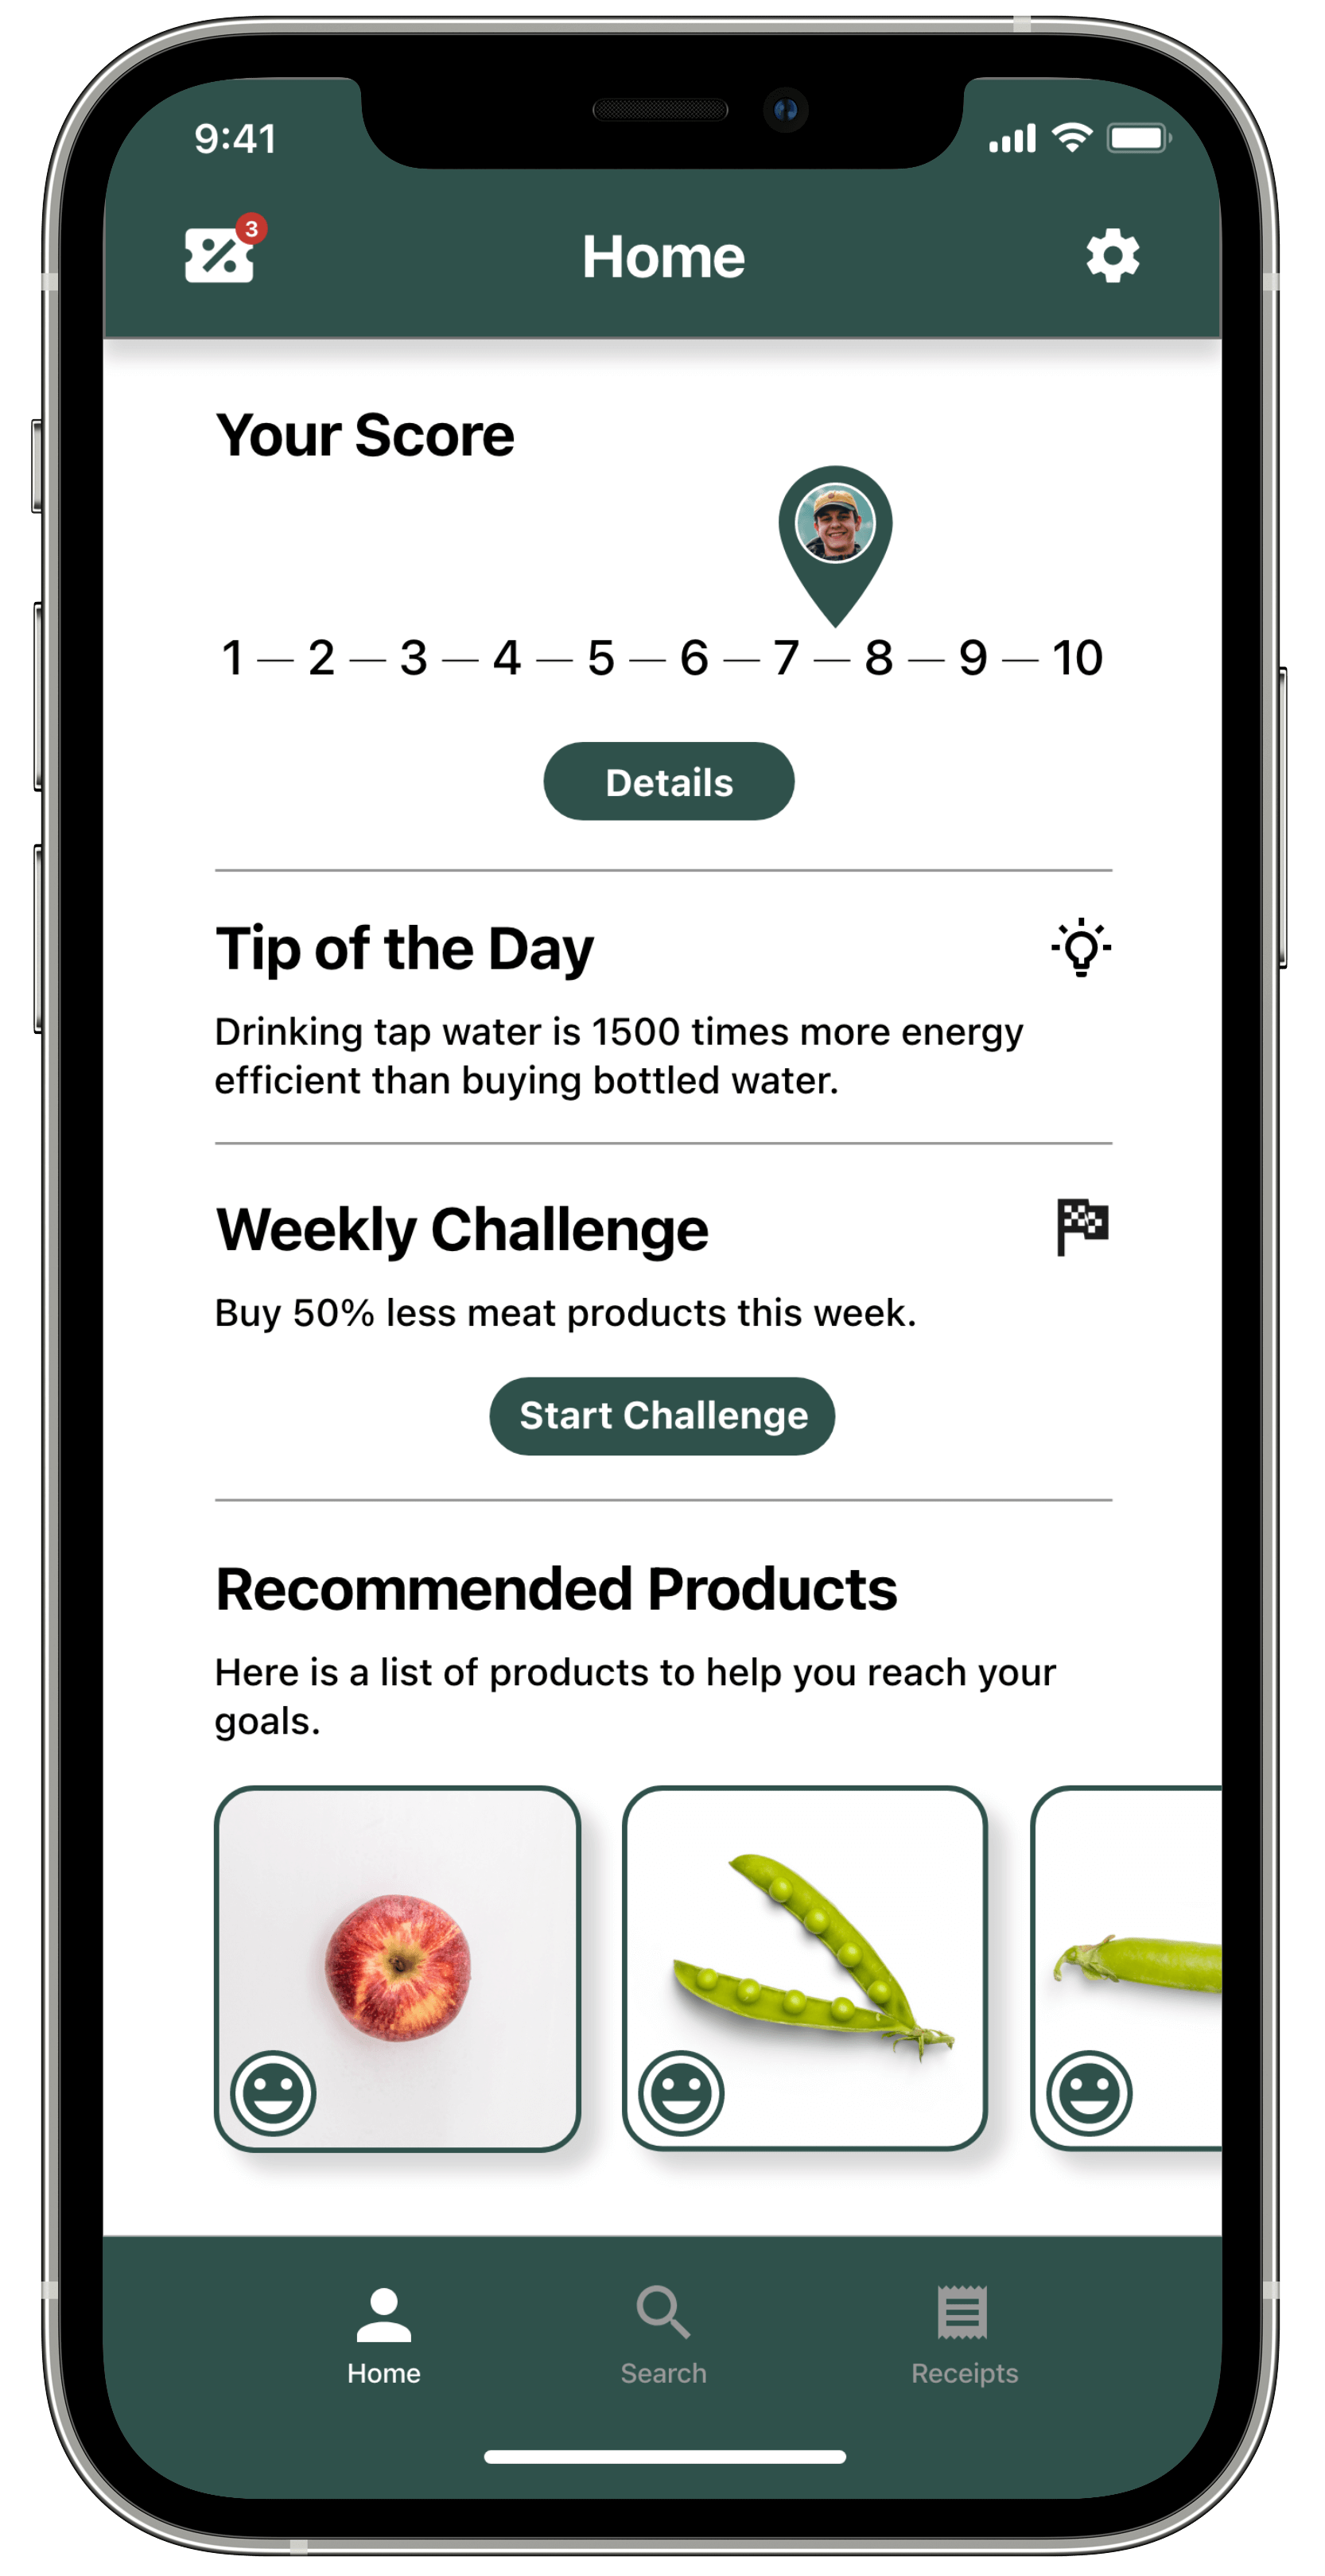 9:41
3
Home
Your Score
1 — 2 — 3 — 4 — 5 — 6 — 7 — 8 — 9 — 10
Details
Tip of the Day
Drinking tap water is 1500 times more energy
efficient than buying bottled water.
Weekly Challenge
Buy 50% less meat products this week.
Start Challenge
Recommended Products
Here is a list of products to help you reach your
goals.
Home
Search
Receipts